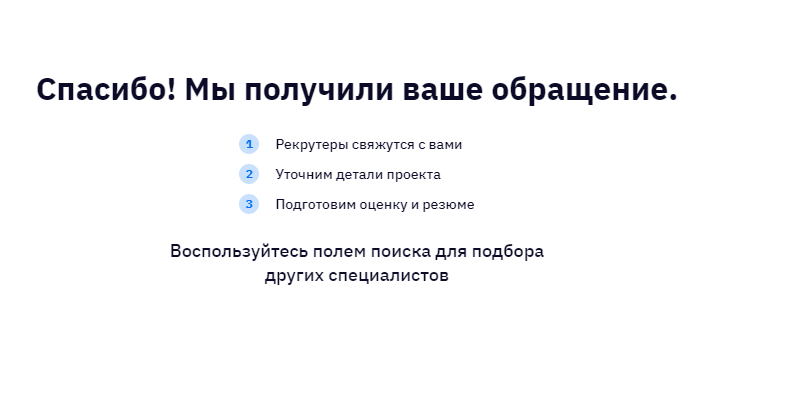 Спасибо! Мы получили ваше обращение.
1 Рекрутеры свяжутся с вами
2 Уточним детали проекта
3 Подготовим оценку и резюме
Воспользуйтесь полем поиска для подбора
других специалистов